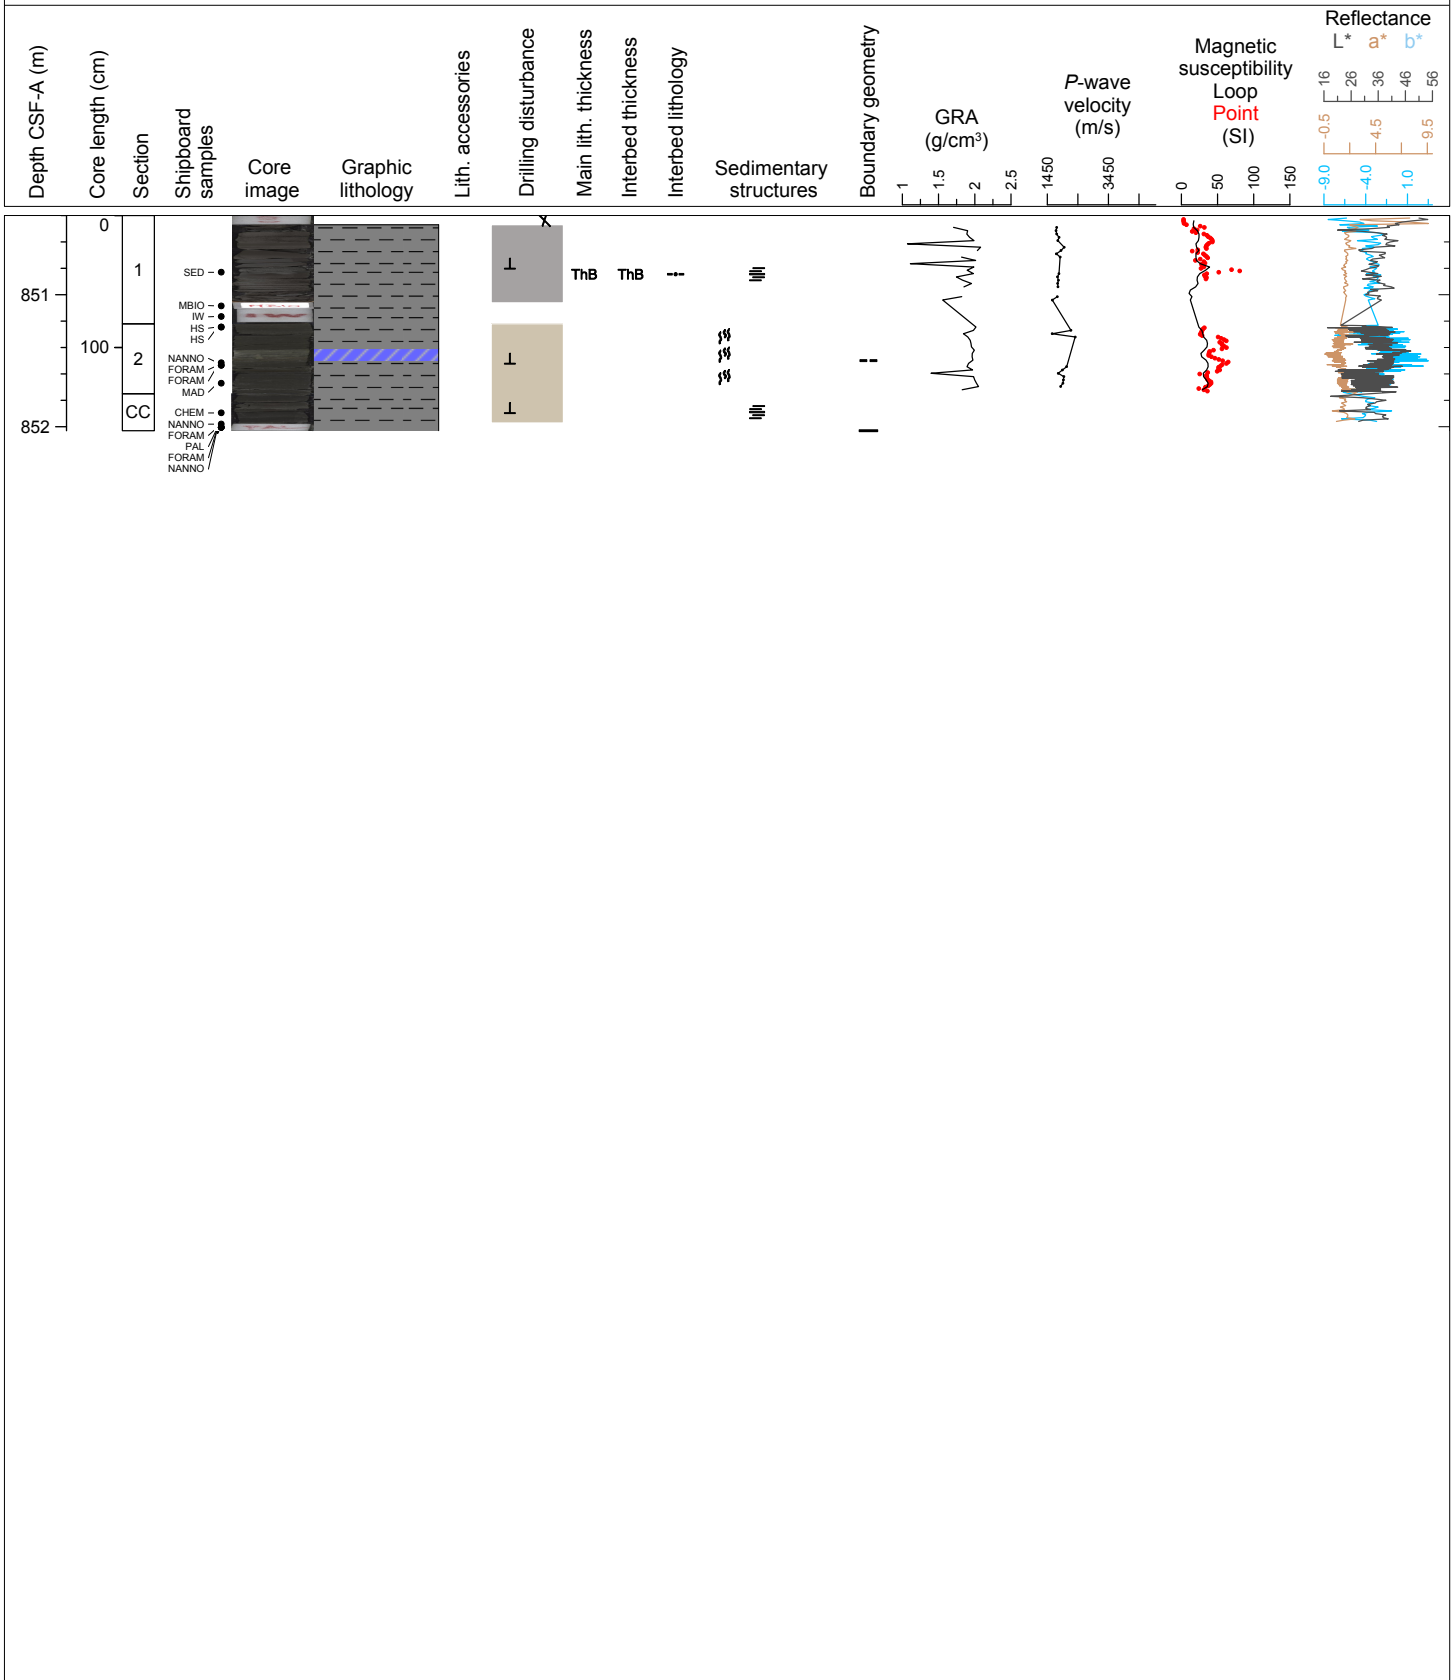 Depth CSF-A (m)
Core length (cm)
Section
Shipboard
samples
Core
image
Graphic
lithology
Lith. accessories
Drilling disturbance
Main lith. thickness
Interbed thickness
Interbed lithology
Sedimentary
structures
Boundary geometry
GRA
(g/cm³)
1 1.5 2 2.5
P-wave
velocity
(m/s)
1450 3450
Magnetic
susceptibility
Loop
Point
(SI)
0 50 100 150
Reflectance
L* a* b*
16 26 36 46 56
-0.5 4.5 9.5
-9.0 -4.0 1.0
0
100
851
852
1
2
CC
SED
MBIO
IW
HS
HS
NANNO
FORAM
FORAM
MAD
CHEM
NANNO
FORAM
PAL
FORAM
NANNO
X
ThB ThB